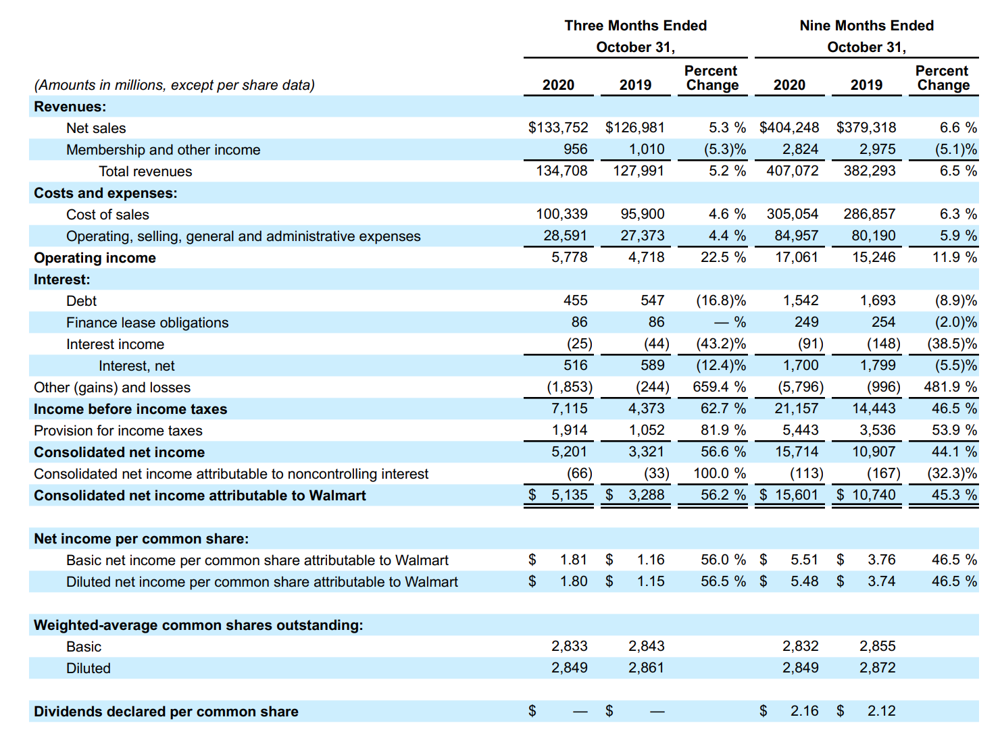 Three Months Ended Nine Months Ended
October 31, October 31,
Percent Percent
(Amounts in millions, except per share data) 2020 2019 Change 2020 2019 Change
Revenues:
Net sales $133,752 $126,981 5.3 % $404,248 $379,318 6.6 %
Membership and other income 956 1,010 (5.3)% 2,824 2,975 (5.1)%
Total revenues 134,708 127,991 5.2 % 407,072 382,293 6.5 %
Costs and expenses:
Cost of sales 100,339 95,900 4.6 % 305,054 286,857 6.3 %
Operating, selling, general and administrative expenses 28,591 27,373 4.4 % 84,957 80,190 5.9 %
Operating income 5,778 4,718 22.5 % 17,061 15,246 11.9 %
Interest:
Debt 455 547 (16.8)% 1,542 1,693 (8.9)%
Finance lease obligations 86 86 — % 249 254 (2.0)%
Interest income (25) (44) (43.2)% (91) (148) (38.5)%
Interest, net 516 589 (12.4)% 1,700 1,799 (5.5)%
Other (gains) and losses (1,853) (244) 659.4 % (5,796) (996) 481.9 %
Income before income taxes 7,115 4,373 62.7 % 21,157 14,443 46.5 %
Provision for income taxes 1,914 1,052 81.9 % 5,443 3,536 53.9 %
Consolidated net income 5,201 3,321 56.6 % 15,714 10,907 44.1 %
Consolidated net income attributable to noncontrolling interest (66) (33) 100.0 % (113) (167) (32.3)%
Consolidated net income attributable to Walmart $ 5,135 $ 3,288 56.2 % $ 15,601 $ 10,740 45.3 %
Net income per common share:
Basic net income per common share attributable to Walmart $ 1.81 $ 1.16 56.0 % $ 5.51 $ 3.76 46.5 %
Diluted net income per common share attributable to Walmart $ 1.80 $ 1.15 56.5 % $ 5.48 $ 3.74 46.5 %
Weighted-average common shares outstanding:
Basic 2,833 2,843 2,832 2,855
Diluted 2,849 2,861 2,849 2,872
Dividends declared per common share $ — $ — $ 2.16 $ 2.12